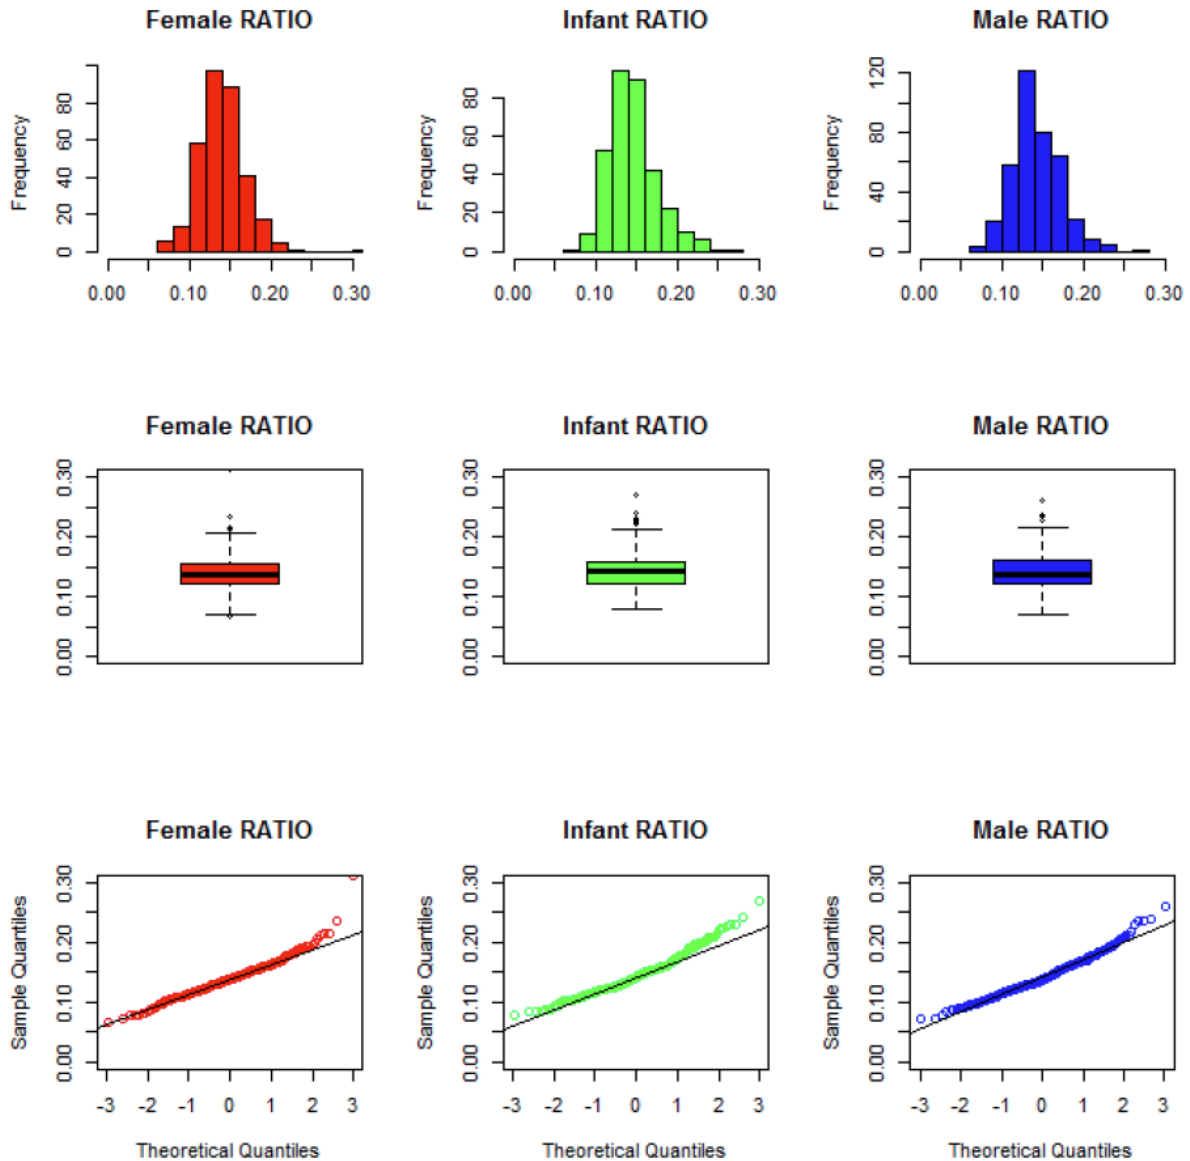 Female RATIO
Infant RATIO
Male RATIO
Frequency
0 20 40 60 80
0.00 0.10 0.20 0.30
Frequency
0 20 40 60 80
0.00 0.10 0.20 0.30
Frequency
0 40 80 120
0.00 0.10 0.20 0.30
Female RATIO
Infant RATIO
Male RATIO
0.00 0.10 0.20 0.30
0.00 0.10 0.20 0.30
0.00 0.10 0.20 0.30
Female RATIO
Infant RATIO
Male RATIO
Sample Quantiles
0.00 0.10 0.20 0.30
-3 -2 -1 0 1 2 3
Theoretical Quantiles
Sample Quantiles
0.00 0.10 0.20 0.30
-3 -2 -1 0 1 2 3
Theoretical Quantiles
Sample Quantiles
0.00 0.10 0.20 0.30
-3 -2 -1 0 1 2 3
Theoretical Quantiles